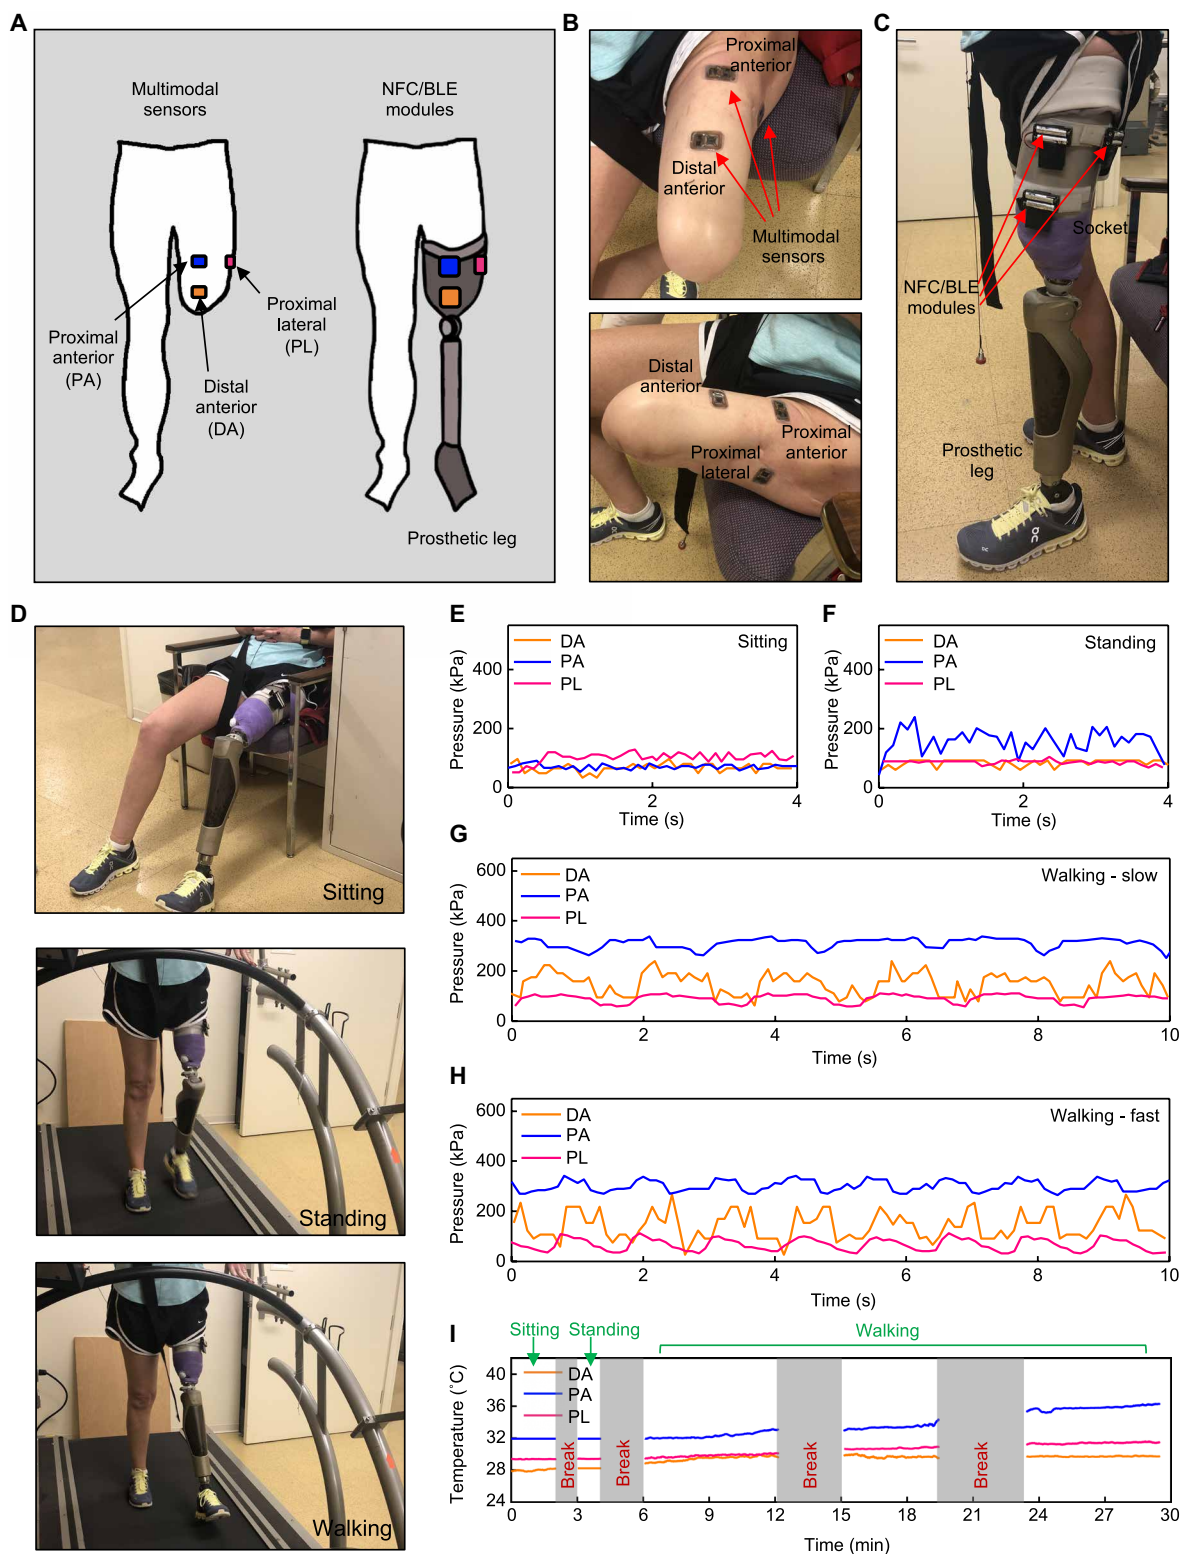 A
Multimodal
sensors
NFC/BLE
modules
Proximal
anterior
(PA)
Distal
anterior
(DA)
Proximal
lateral
(PL)
Prosthetic leg
B
Proximal
anterior
Distal
anterior
Multimodal
sensors
Distal
anterior
Proximal
anterior
Proximal
lateral
C
Socket
NFC/BLE
modules
Prosthetic
leg
D
Sitting
Standing
Walking
E
DA
PA
PL
Sitting
Pressure (kPa)
400
200
0
0 2 4
Time (s)
F
DA
PA
PL
Standing
Pressure (kPa)
400
200
0
0 2 4
Time (s)
G
DA
PA
PL
Walking - slow
Pressure (kPa)
600
400
200
0
0 2 4 6 8 10
Time (s)
H
DA
PA
PL
Walking - fast
Pressure (kPa)
600
400
200
0
0 2 4 6 8 10
Time (s)
I
Sitting Standing Walking
DA
PA
PL
Temperature (°C)
40
36
32
28
24
Break
Break
Break
Break
0 3 6 9 12 15 18 21 24 27 30
Time (min)